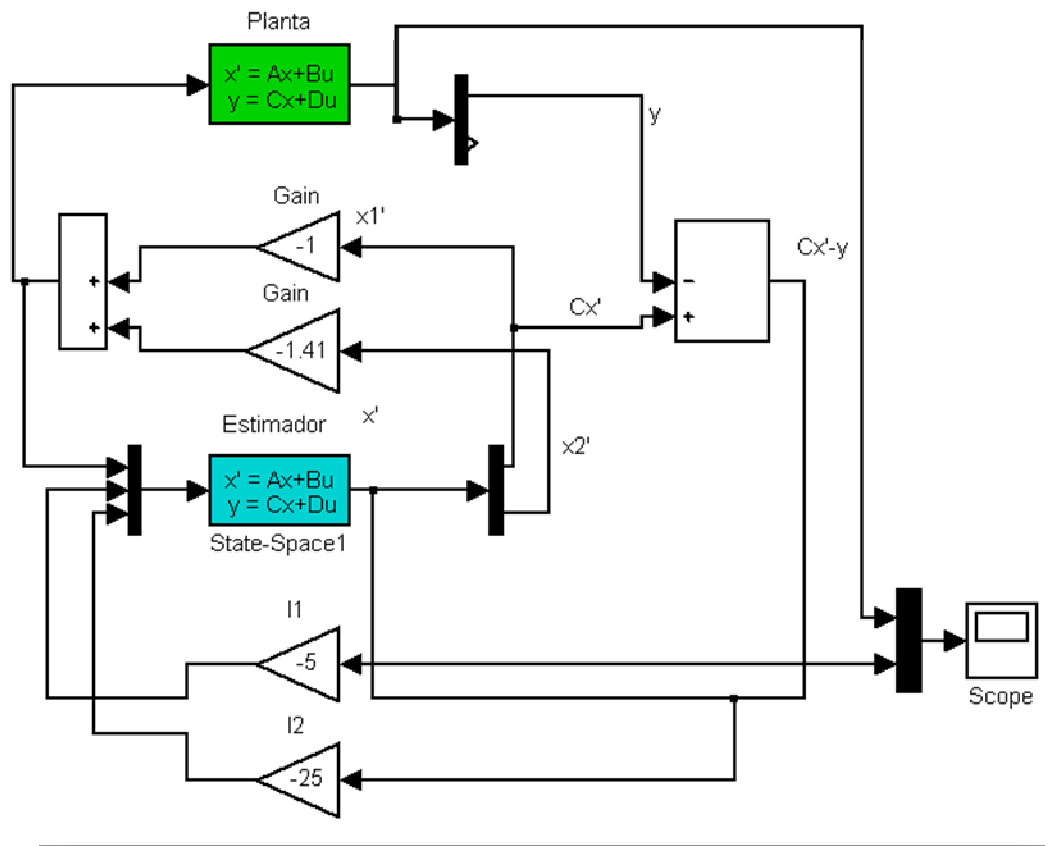 Planta
x' = Ax+Bu
y = Cx+Du
y
Gain
x1'
-1
Cx'-y
+
−
Gain
Cx'
+
+
-1.41
x'
Estimador
x2'
x' = Ax+Bu
y = Cx+Du
State-Space1
l1
-5
Scope
l2
-25